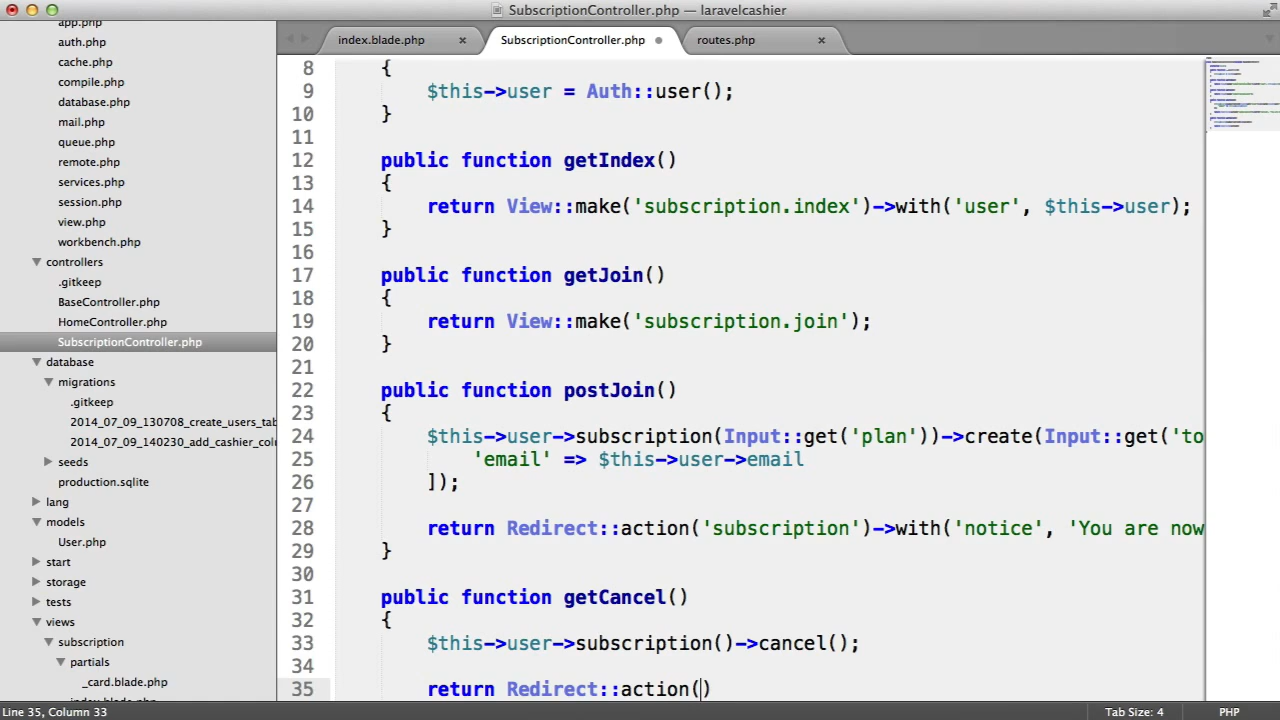 SubscriptionController.php — laravelcashier
index.blade.php
SubscriptionController.php
routes.php
app.php
auth.php
cache.php
compile.php
database.php
mail.php
queue.php
remote.php
services.php
session.php
view.php
workbench.php
controllers
.gitkeep
BaseController.php
HomeController.php
SubscriptionController.php
database
migrations
.gitkeep
2014_07_09_130708_create_users_tab
2014_07_09_140230_add_cashier_colu
seeds
production.sqlite
lang
models
User.php
start
storage
tests
views
subscription
partials
_card.blade.php
index.blade.php
8 {
9 $this->user = Auth::user();
10 }
11
12 public function getIndex()
13 {
14 return View::make('subscription.index')->with('user', $this->user);
15 }
16
17 public function getJoin()
18 {
19 return View::make('subscription.join');
20 }
21
22 public function postJoin()
23 {
24 $this->user->subscription(Input::get('plan'))->create(Input::get('to
25 'email' => $this->user->email
26 ]);
27
28 return Redirect::action('subscription')->with('notice', 'You are now
29 }
30
31 public function getCancel()
32 {
33 $this->user->subscription()->cancel();
34
35 return Redirect::action()
Line 35, Column 33
Tab Size: 4
PHP